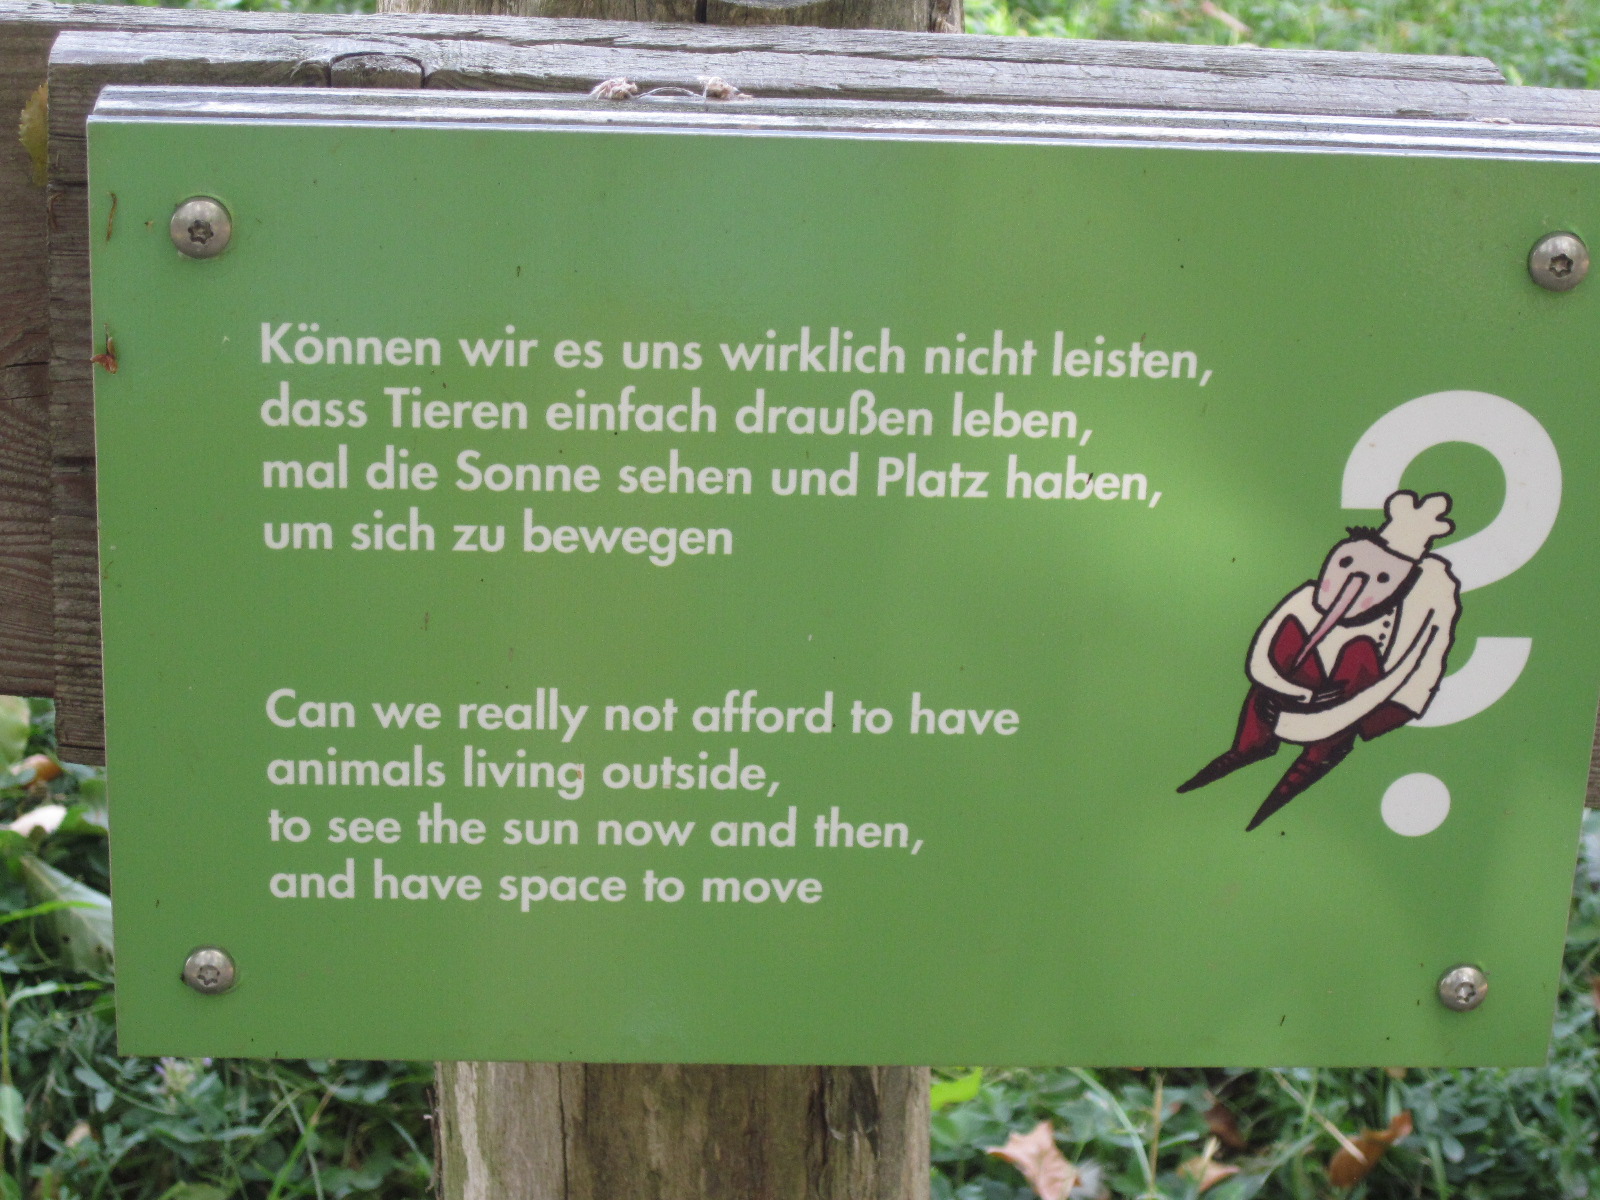 Können wir es uns wirklich nicht leisten,
dass Tieren einfach draußen leben,
mal die Sonne sehen und Platz haben,
um sich zu bewegen
?
Can we really not afford to have
animals living outside,
to see the sun now and then,
and have space to move